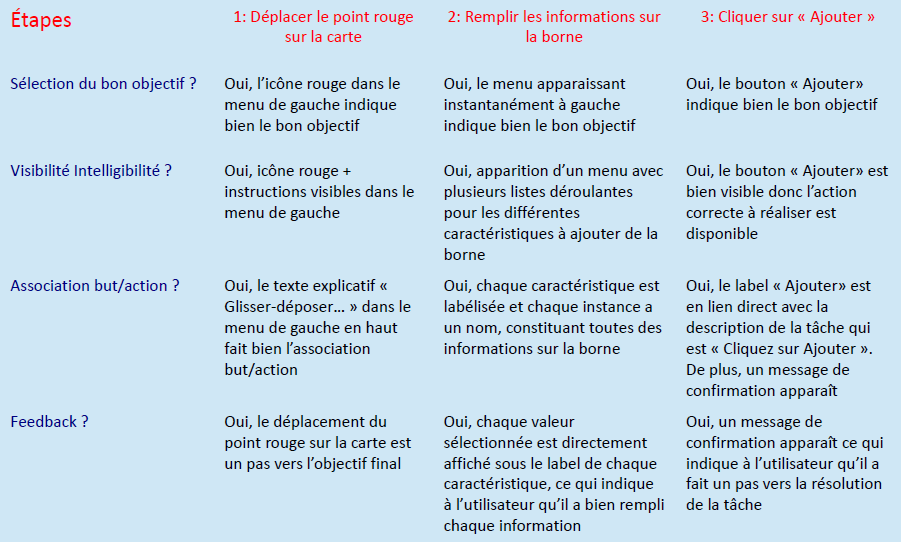 Étapes
1: Déplacer le point rouge
sur la carte
2: Remplir les informations sur
la borne
3: Cliquer sur « Ajouter »
Sélection du bon objectif ?
Oui, l’icône rouge dans le
menu de gauche indique
bien le bon objectif
Oui, le menu apparaissant
instantanément à gauche
indique bien le bon objectif
Oui, le bouton « Ajouter»
indique bien le bon objectif
Visibilité Intelligibilité ?
Oui, icône rouge +
instructions visibles dans le
menu de gauche
Oui, apparition d’un menu avec
plusieurs listes déroulantes
pour les différentes
caractéristiques à ajouter de la
borne
Oui, le bouton « Ajouter» est
bien visible donc l’action
correcte à réaliser est
disponible
Association but/action ?
Oui, le texte explicatif «
Glisser-déposer… » dans le
menu de gauche en haut
fait bien l’association
but/action
Oui, chaque caractéristique est
labélisée et chaque instance a
un nom, constituant toutes des
informations sur la borne
Oui, le label « Ajouter» est
en lien direct avec la
description de la tâche qui
est « Cliquez sur Ajouter ».
De plus, un message de
confirmation apparaît
Feedback ?
Oui, le déplacement du
point rouge sur la carte est
un pas vers l’objectif final
Oui, chaque valeur
sélectionnée est directement
affiché sous le label de chaque
caractéristique, ce qui indique
à l’utilisateur qu’il a bien rempli
chaque information
Oui, un message de
confirmation apparaît ce qui
indique à l’utilisateur qu’il a
fait un pas vers la résolution
de la tâche